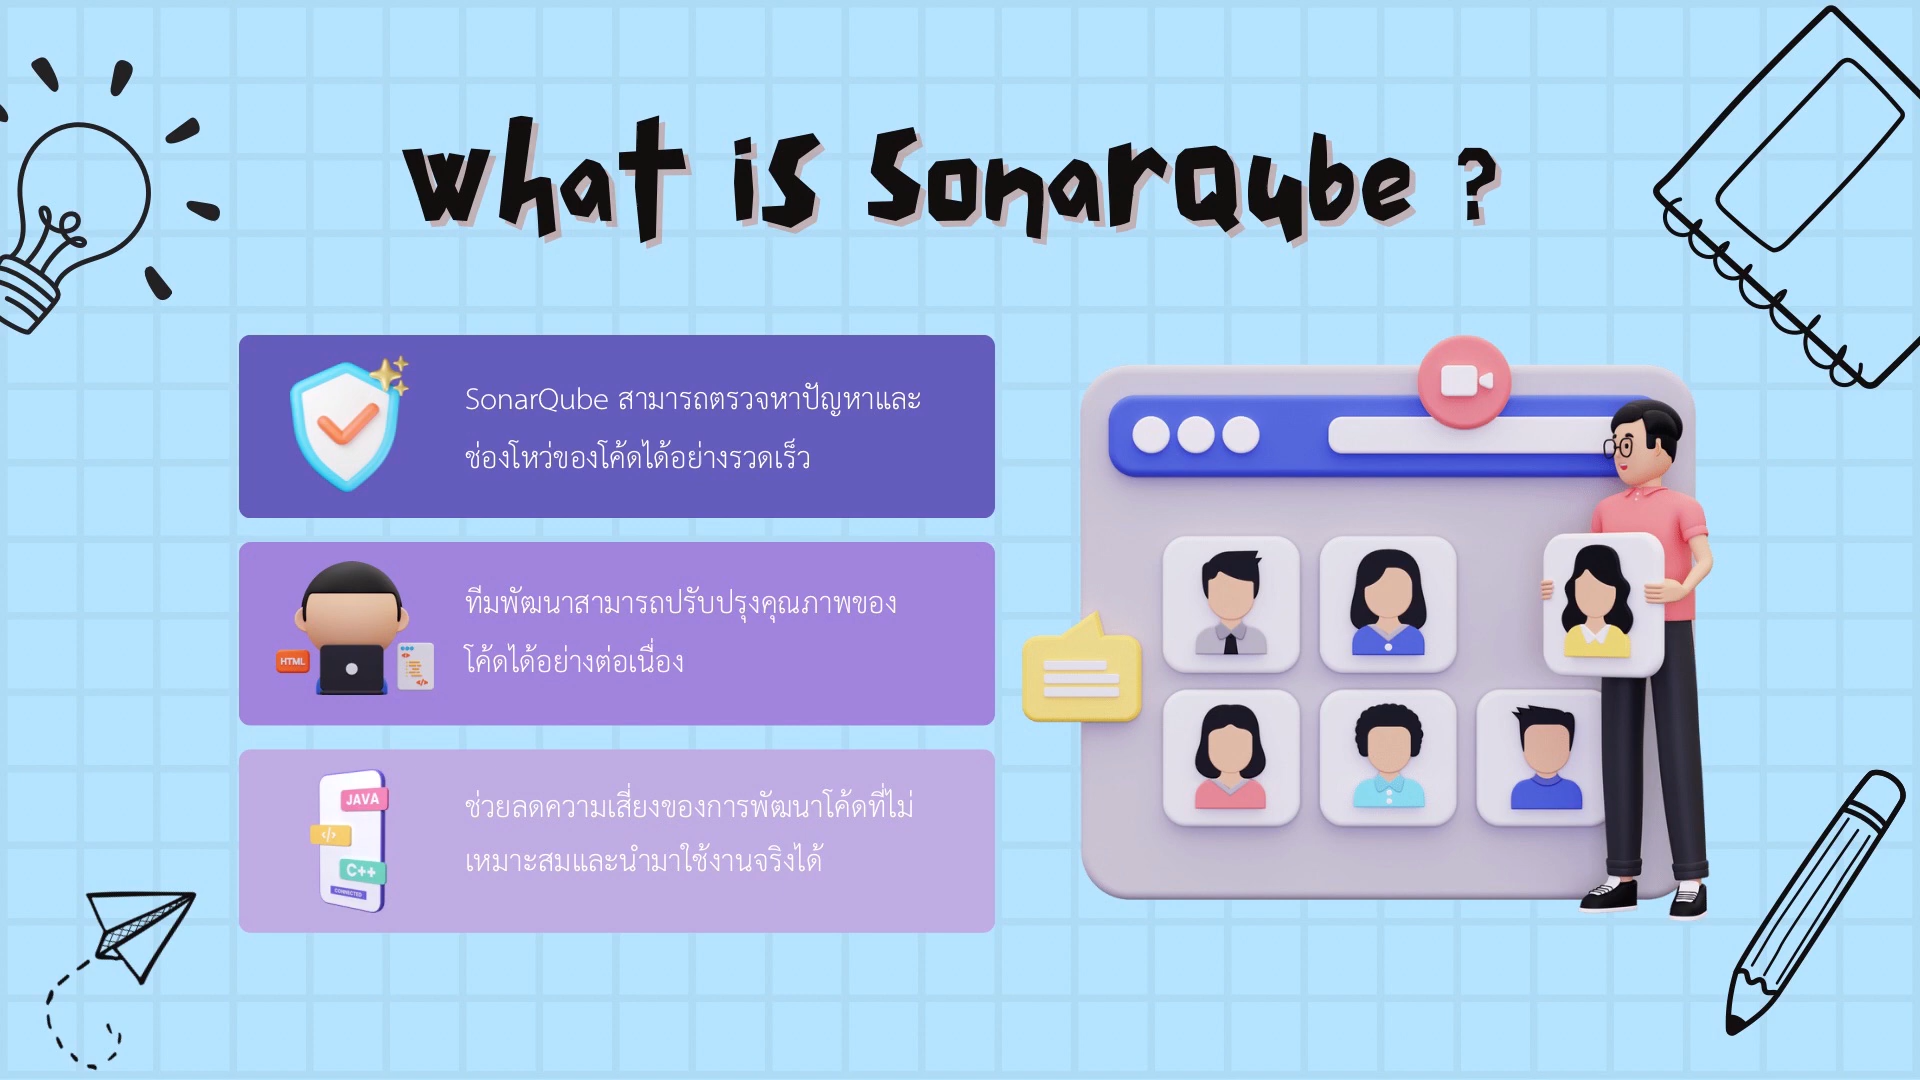 What is SonarQube ?
SonarQube สามารถตรวจหาปัญหาและ
ช่องโหว่ของโค้ดได้อย่างรวดเร็ว
HTML
ทีมพัฒนาสามารถปรับปรุงคุณภาพของ
โค้ดได้อย่างต่อเนื่อง
JAVA
</>
C++
CONNECTED
ช่วยลดความเสี่ยงของการพัฒนาโค้ดที่ไม่
เหมาะสมและนำมาใช้งานจริงได้